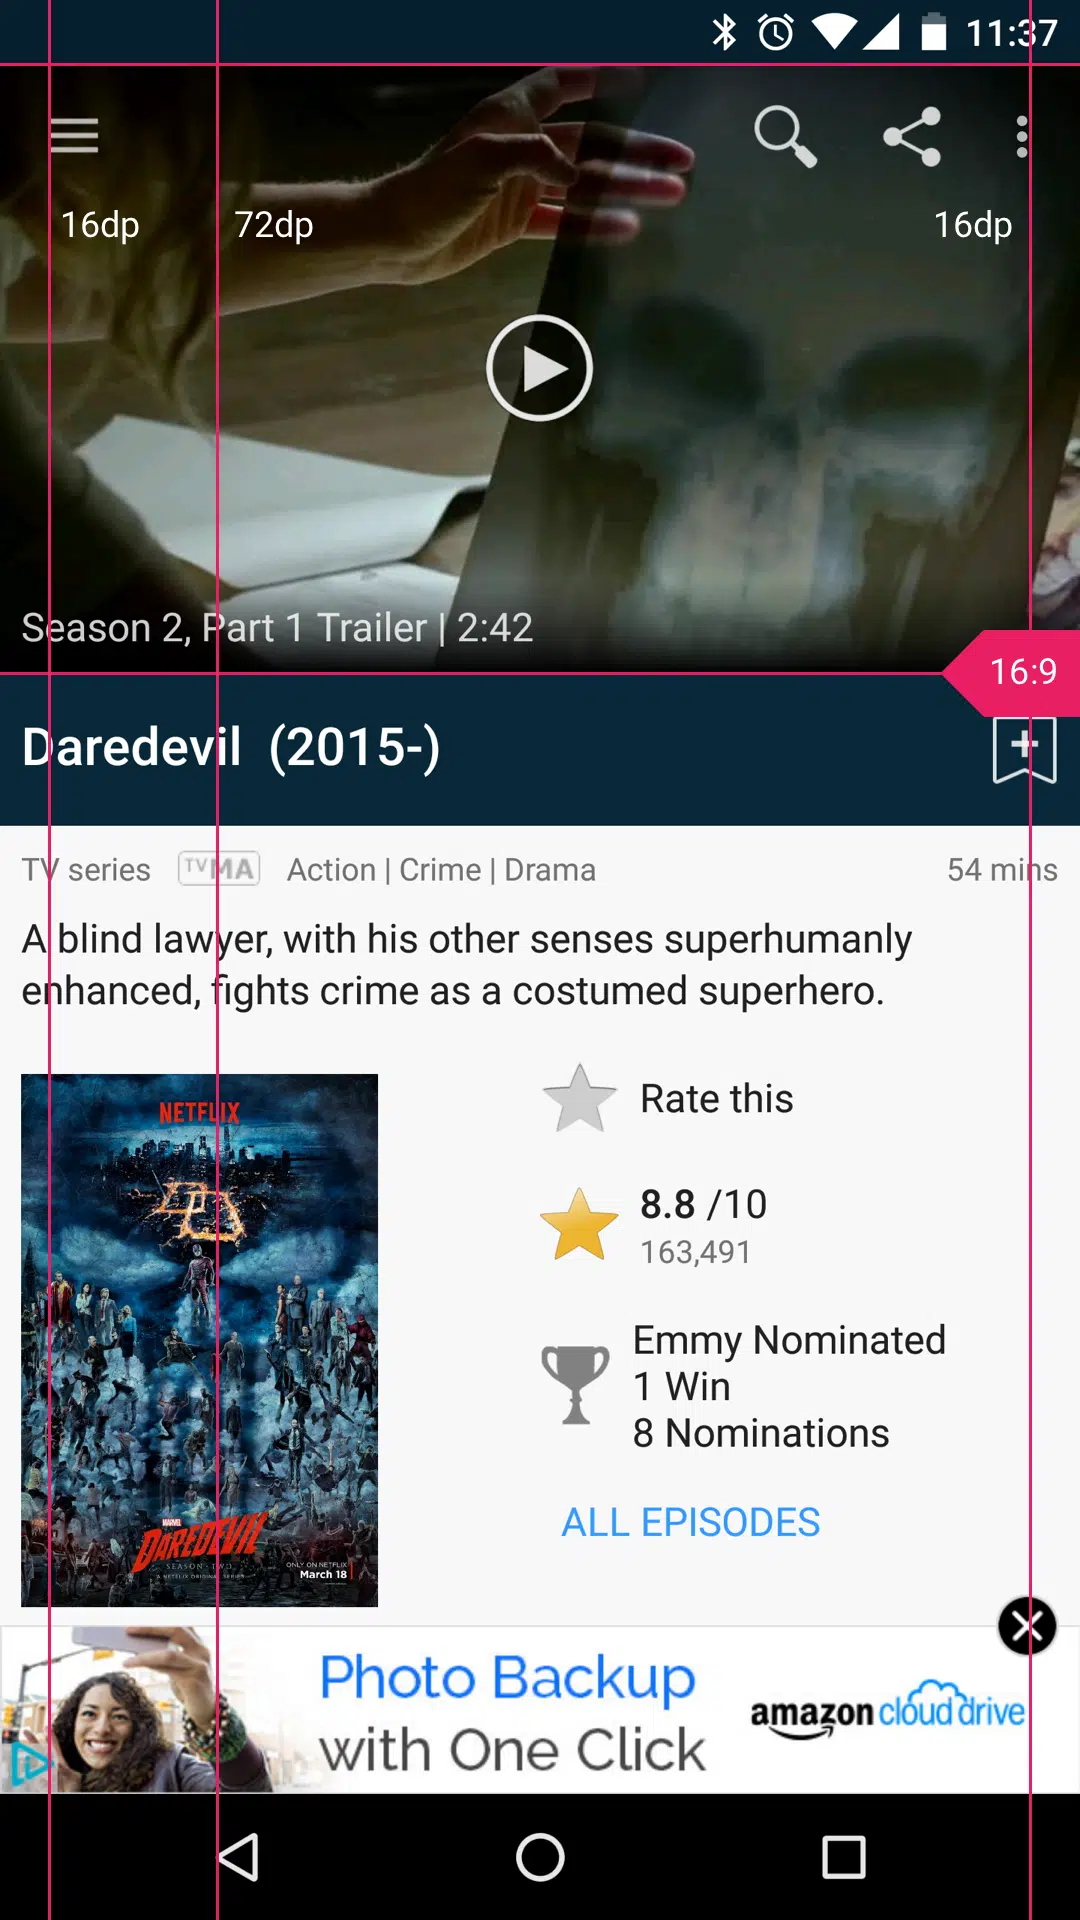 11:37
16dp
72dp
16dp
Season 2, Part 1 Trailer | 2:42
16:9
Daredevil (2015-)
TV series TVMA Action | Crime | Drama 54 mins
A blind lawyer, with his other senses superhumanly
enhanced, fights crime as a costumed superhero.
NETFLIX
MARVEL
DAREDEVIL
SEASON TWO
A NETFLIX ORIGINAL SERIES
ONLY ON NETFLIX
March 18
Rate this
8.8 /10
163,491
Emmy Nominated
1 Win
8 Nominations
ALL EPISODES
Photo Backup
with One Click
amazon cloud drive